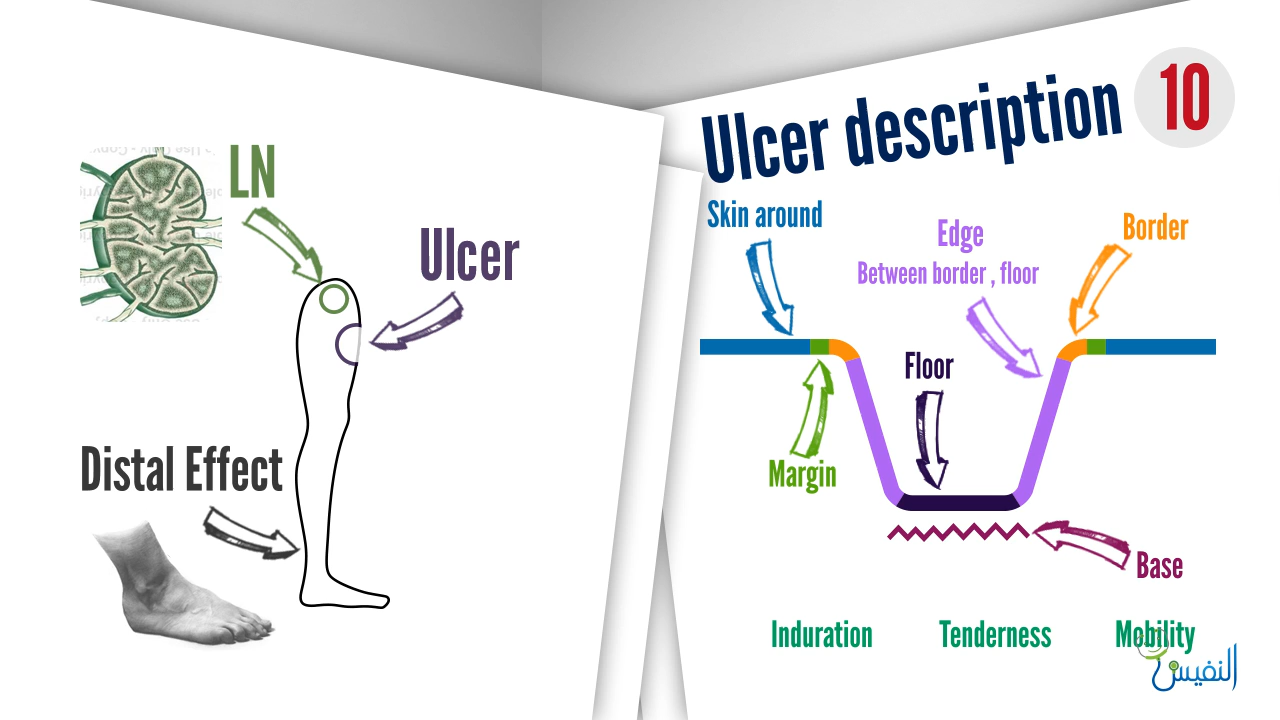 LN
Ulcer
Distal Effect
Ulcer description
10
Skin around
Edge
Between border , floor
Border
Floor
Margin
Base
Induration
Tenderness
Mobility
النفيس